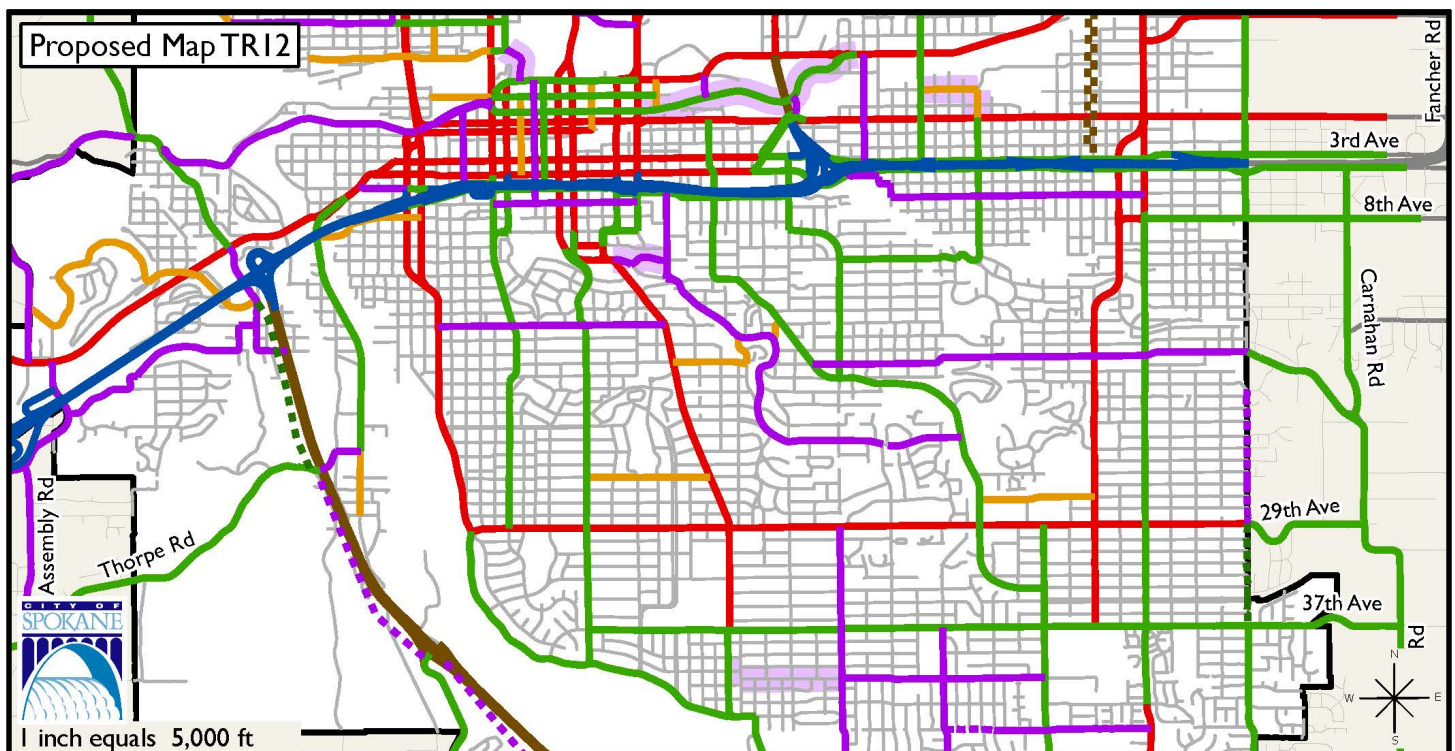 Proposed Map TR12
Fancher Rd
3rd Ave
8th Ave
Carnahan Rd
29th Ave
37th Ave
Rd
Assembly Rd
Thorpe Rd
CITY OF
SPOKANE
N
W E
S
1 inch equals 5,000 ft